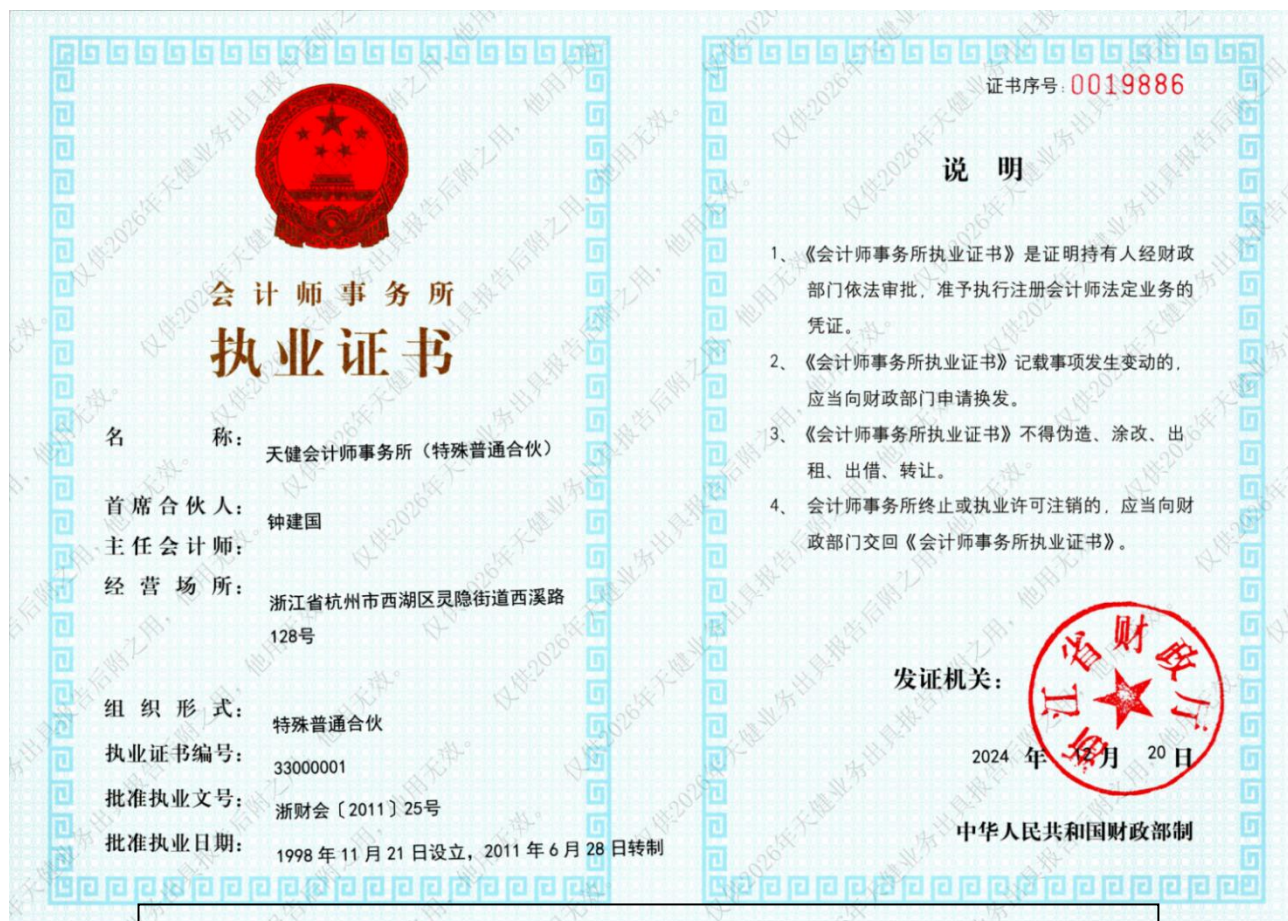 会计师事务所
执业证书
名 称：
天健会计师事务所（特殊普通合伙）
首席合伙人：
钟建国
主任会计师：
经营场所：
浙江省杭州市西湖区灵隐街道西溪路
128号
组织形式：
特殊普通合伙
执业证书编号：
33000001
批准执业文号：
浙财会〔2011〕25号
批准执业日期：
1998年11月21日设立，2011年6月28日转制
证书序号：0019886
说 明
1、《会计师事务所执业证书》是证明持有人经财政
部门依法审批，准予执行注册会计师法定业务的
凭证。
2、《会计师事务所执业证书》记载事项发生变动的，
应当向财政部门申请换发。
3、《会计师事务所执业证书》不得伪造、涂改、出
租、出借、转让。
4、会计师事务所终止或执业许可注销的，应当向财
政部门交回《会计师事务所执业证书》。
发证机关：
浙江省财政厅
2024年12月20日
中华人民共和国财政部制
仅供2026年天健业务出具报告后附之用，他用无效。